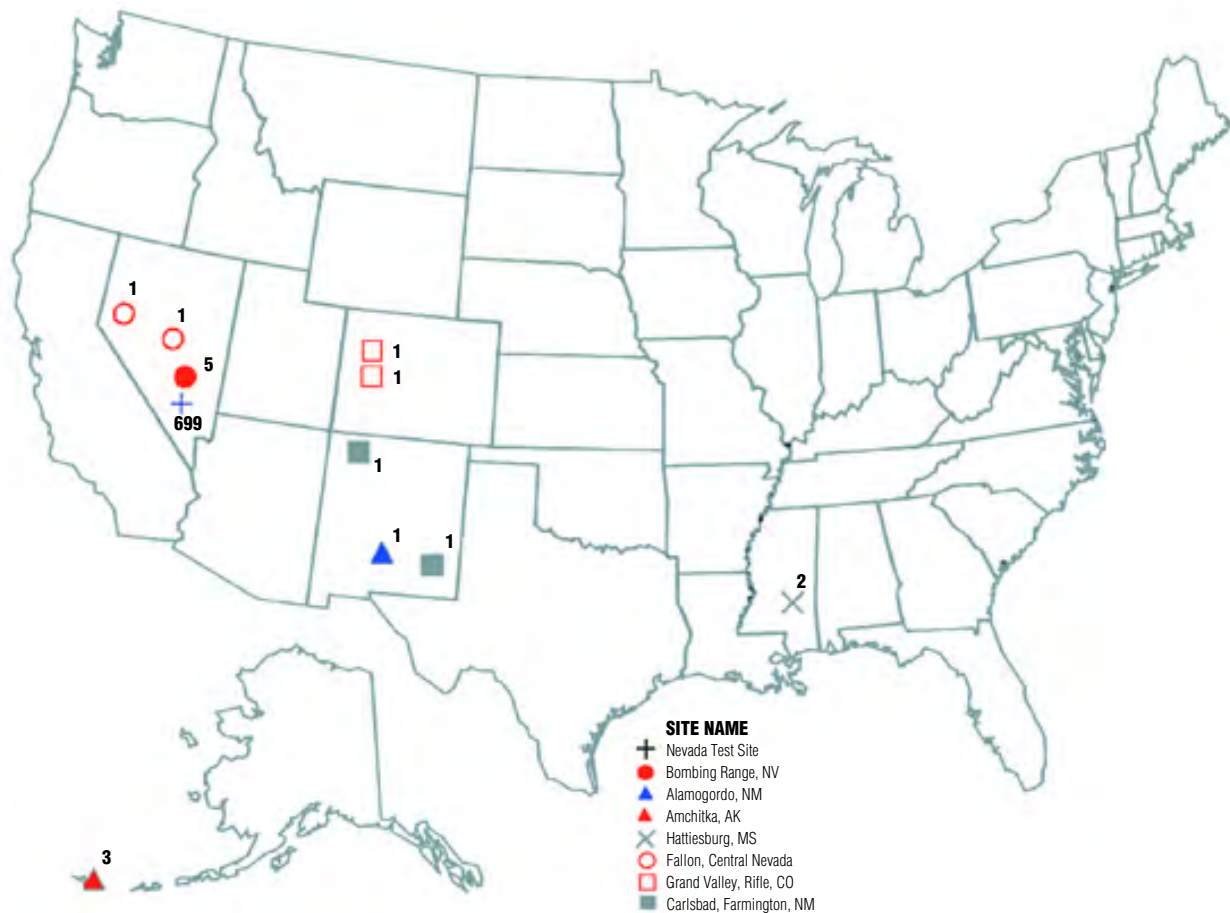 1
1
5
699
1
1
1
1
1
2
3
SITE NAME
Nevada Test Site
Bombing Range, NV
Alamogordo, NM
Amchitka, AK
Hattiesburg, MS
Fallon, Central Nevada
Grand Valley, Rifle, CO
Carlsbad, Farmington, NM